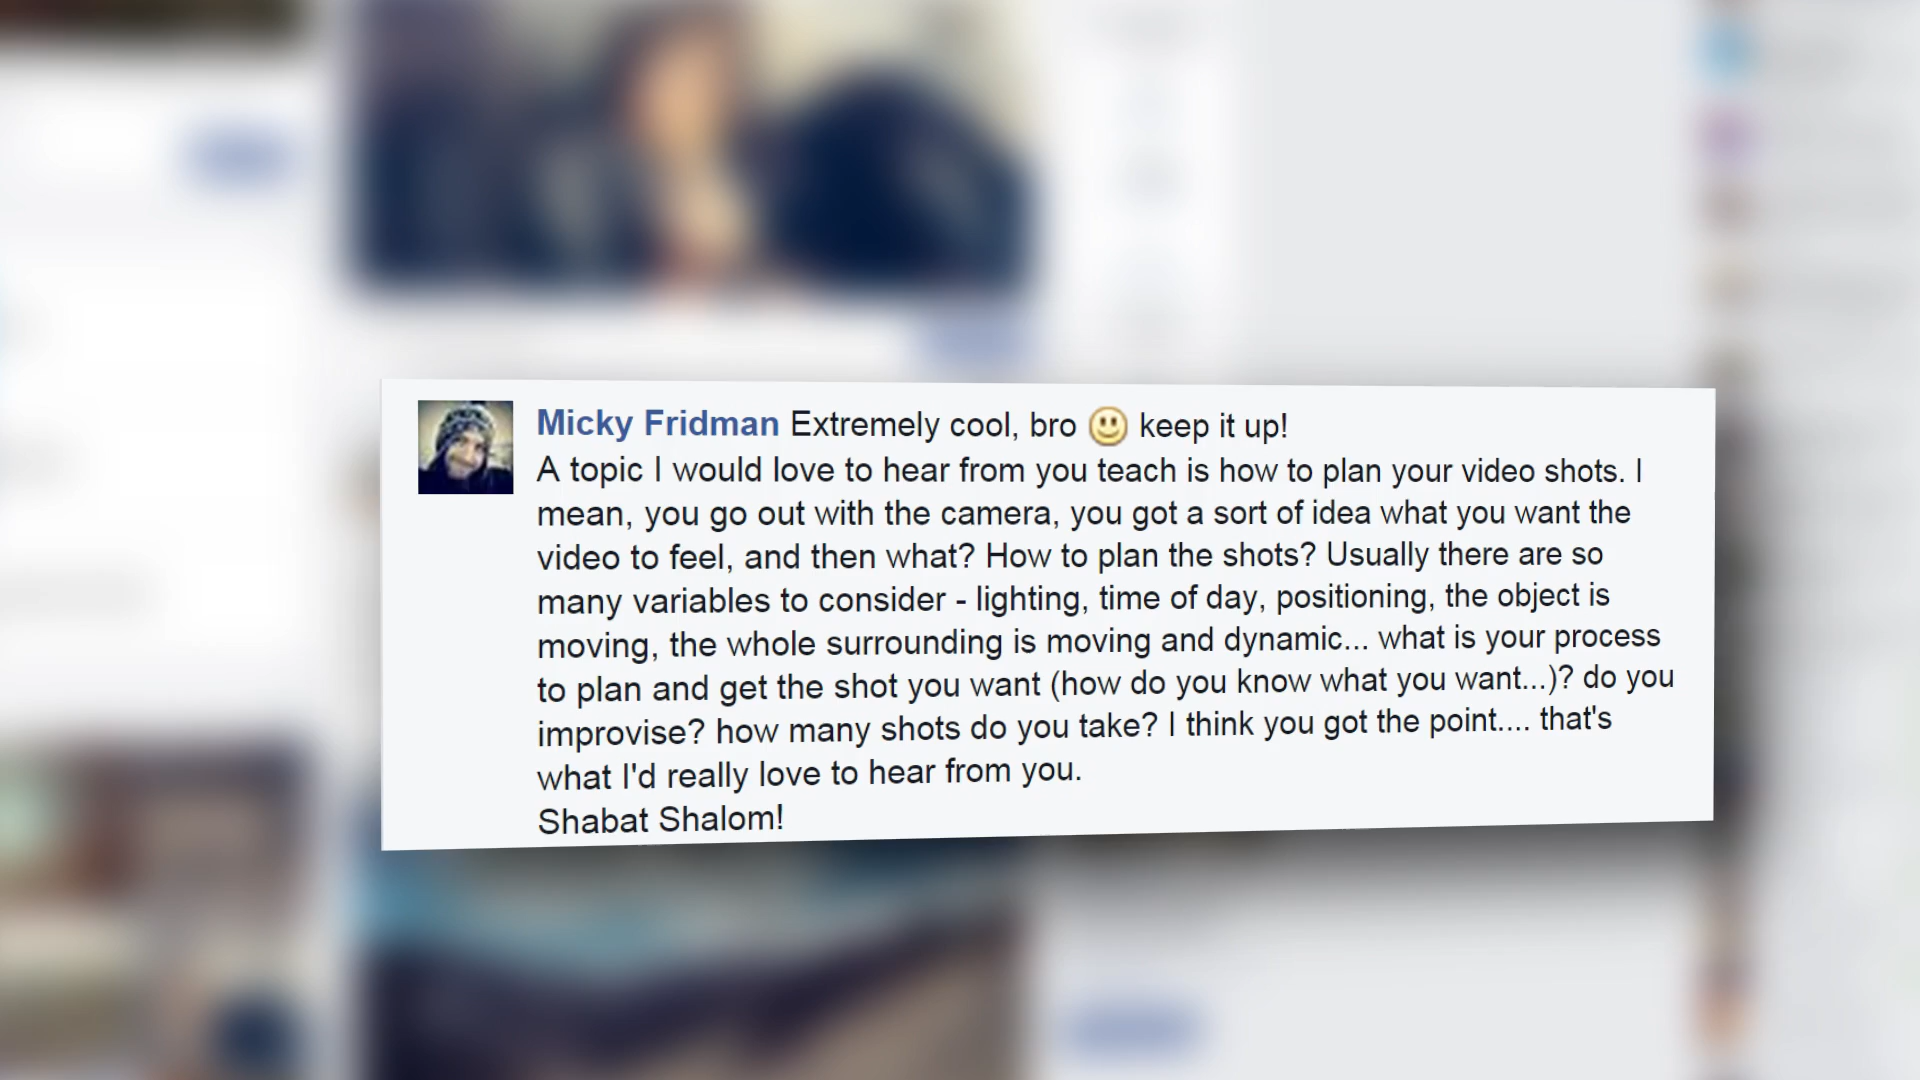 Micky Fridman Extremely cool, bro 🙂 keep it up!
A topic I would love to hear from you teach is how to plan your video shots. I
mean, you go out with the camera, you got a sort of idea what you want the
video to feel, and then what? How to plan the shots? Usually there are so
many variables to consider - lighting, time of day, positioning, the object is
moving, the whole surrounding is moving and dynamic... what is your process
to plan and get the shot you want (how do you know what you want...)? do you
improvise? how many shots do you take? I think you got the point.... that's
what I'd really love to hear from you.
Shabat Shalom!